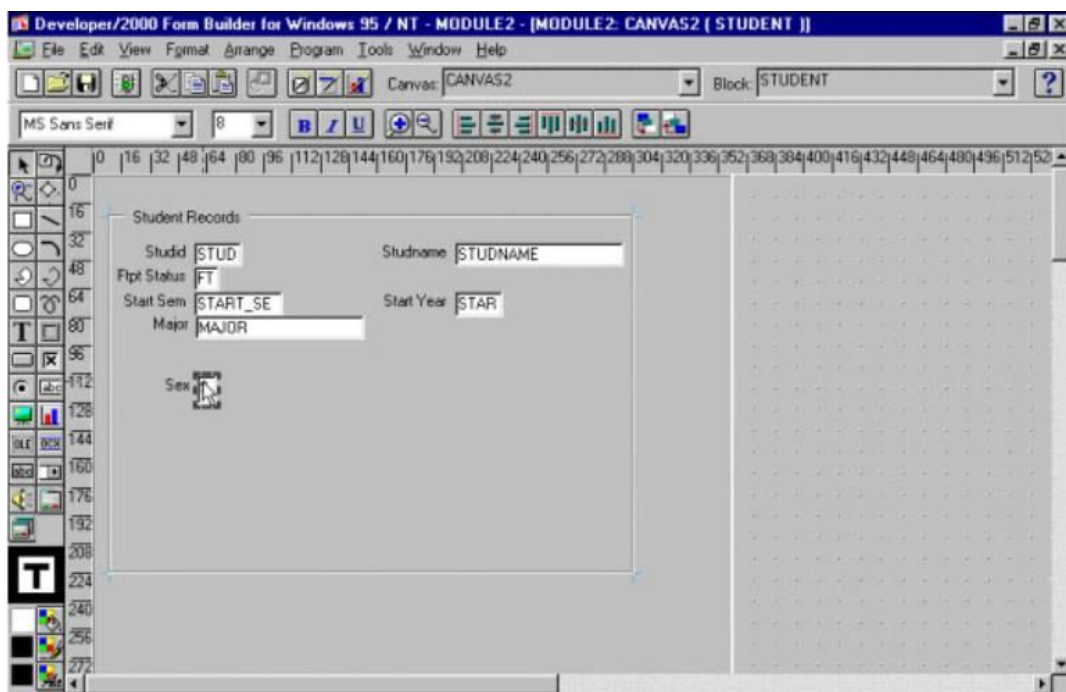 Developer/2000 Form Builder for Windows 95 / NT - MODULE2 - [MODULE2: CANVAS2 ( STUDENT )]
File Edit View Format Arrange Program Tools Window Help
Canvas: CANVAS2 Block: STUDENT ?
MS Sans Serif 8 B I U
0 16 32 48 64 80 96 112 128 144 160 176 192 208 224 240 256 272 288 304 320 336 352 368 384 400 416 432 448 464 480 496 512 52
0
16
Student Records
32
Studid STUD Studname STUDNAME
48
Ftpt Status FT
64
Start Sem START_SE Start Year STAR
T 80
Major MAJOR
96
abc 112
Sex
128
OLE OCX 144
abc 160
176
192
208
T
224
240
256
272